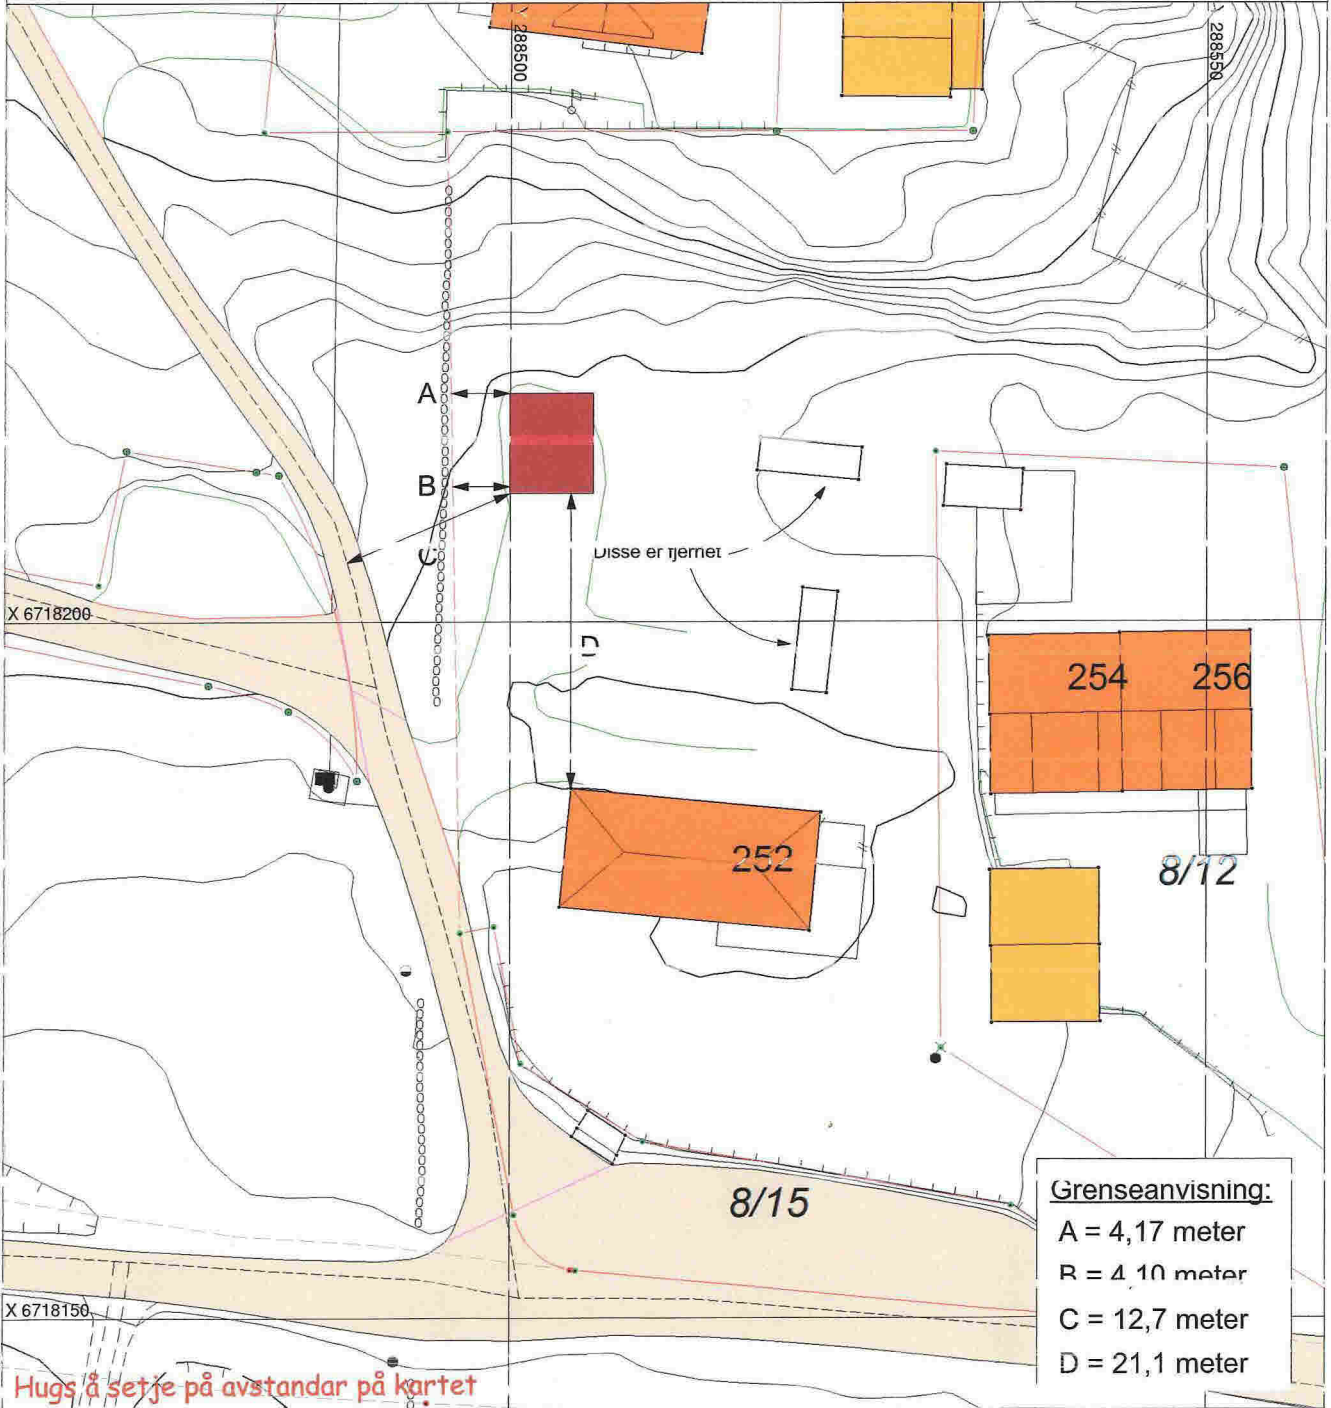 Y 288500
288550
A
B
C
Disse er fjernet
X 6718200
D
254 256
252
8/12
8/15
Grenseanvisning:
A = 4,17 meter
B = 4,10 meter
C = 12,7 meter
D = 21,1 meter
X 6718150
Hugs å setje på avstandar på kartet